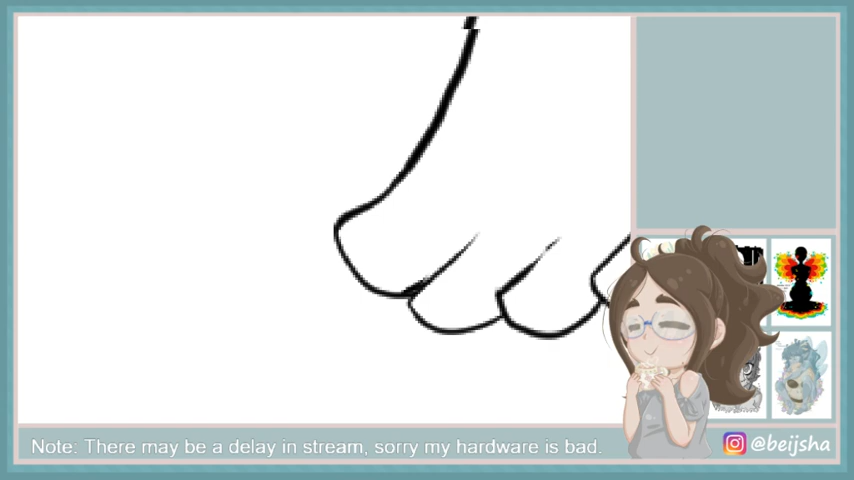 Note: There may be a delay in stream, sorry my hardware is bad.
@beijsha